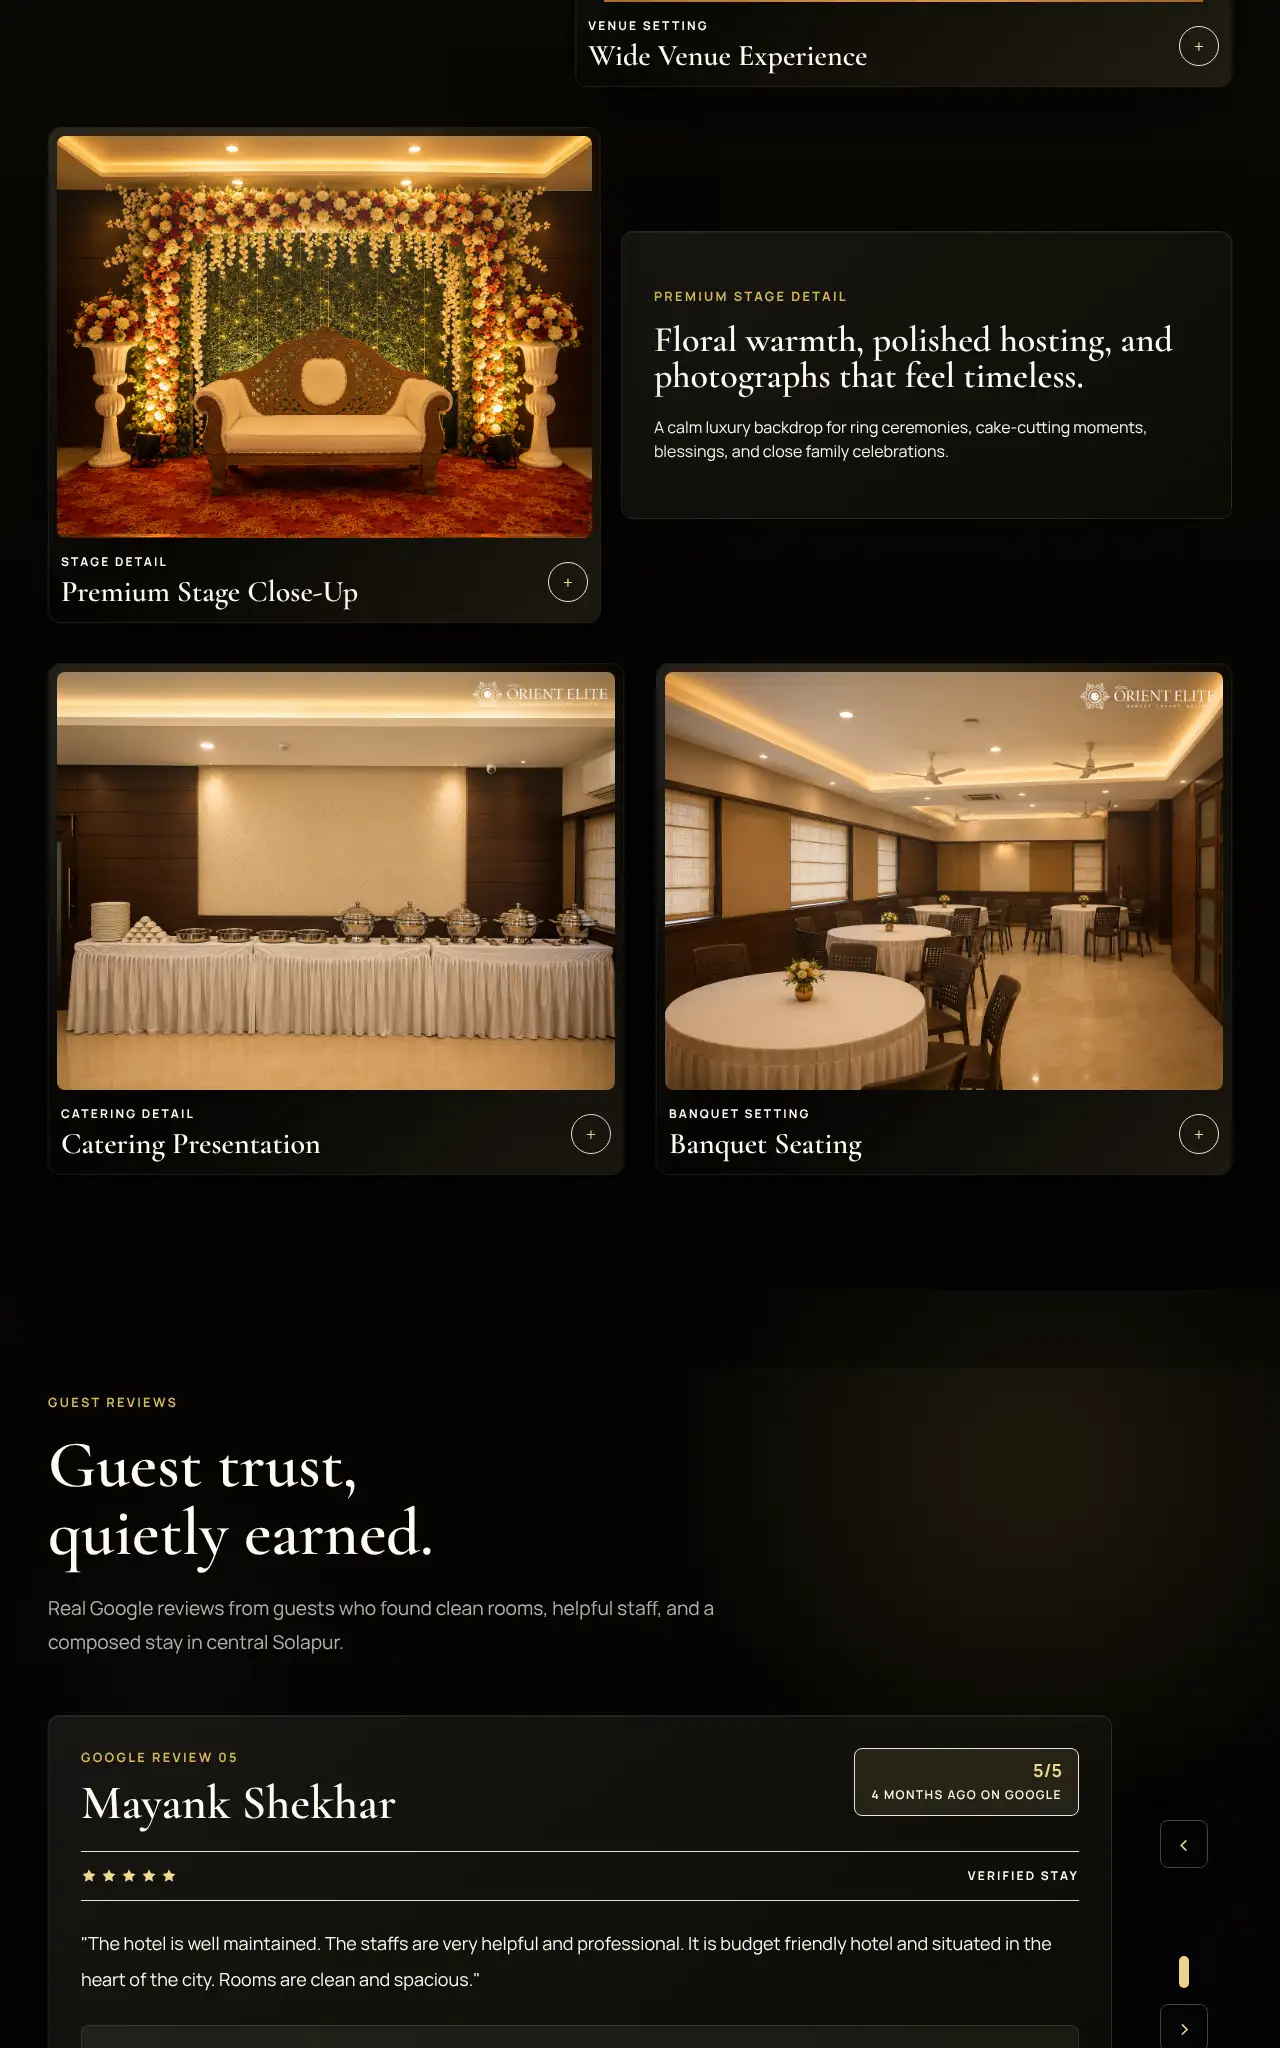 VENUE SETTING
Wide Venue Experience
+
PREMIUM STAGE DETAIL
Floral warmth, polished hosting, and
photographs that feel timeless.
A calm luxury backdrop for ring ceremonies, cake-cutting moments,
blessings, and close family celebrations.
STAGE DETAIL
Premium Stage Close-Up
+
ORIENT ELITE
CATERING DETAIL
Catering Presentation
+
ORIENT ELITE
BANQUET SETTING
Banquet Seating
+
GUEST REVIEWS
Guest trust,
quietly earned.
Real Google reviews from guests who found clean rooms, helpful staff, and a
composed stay in central Solapur.
GOOGLE REVIEW 05
Mayank Shekhar
5/5
4 MONTHS AGO ON GOOGLE
VERIFIED STAY
"The hotel is well maintained. The staffs are very helpful and professional. It is budget friendly hotel and situated in the
heart of the city. Rooms are clean and spacious."